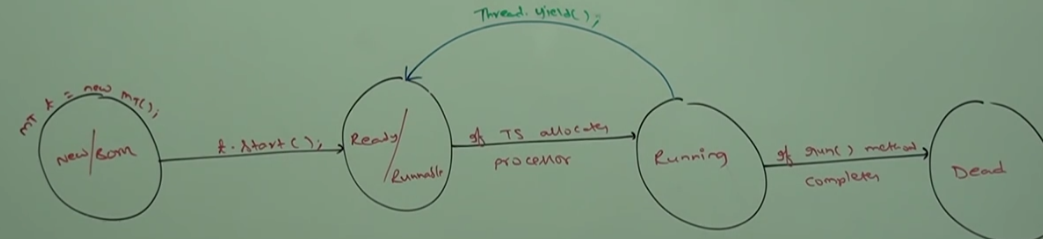 Thread.yield();
MT t = new MT();
New/Born
t.start();
Ready/
Runnable
if TS allocates
processor
Running
if run() method
completes
Dead